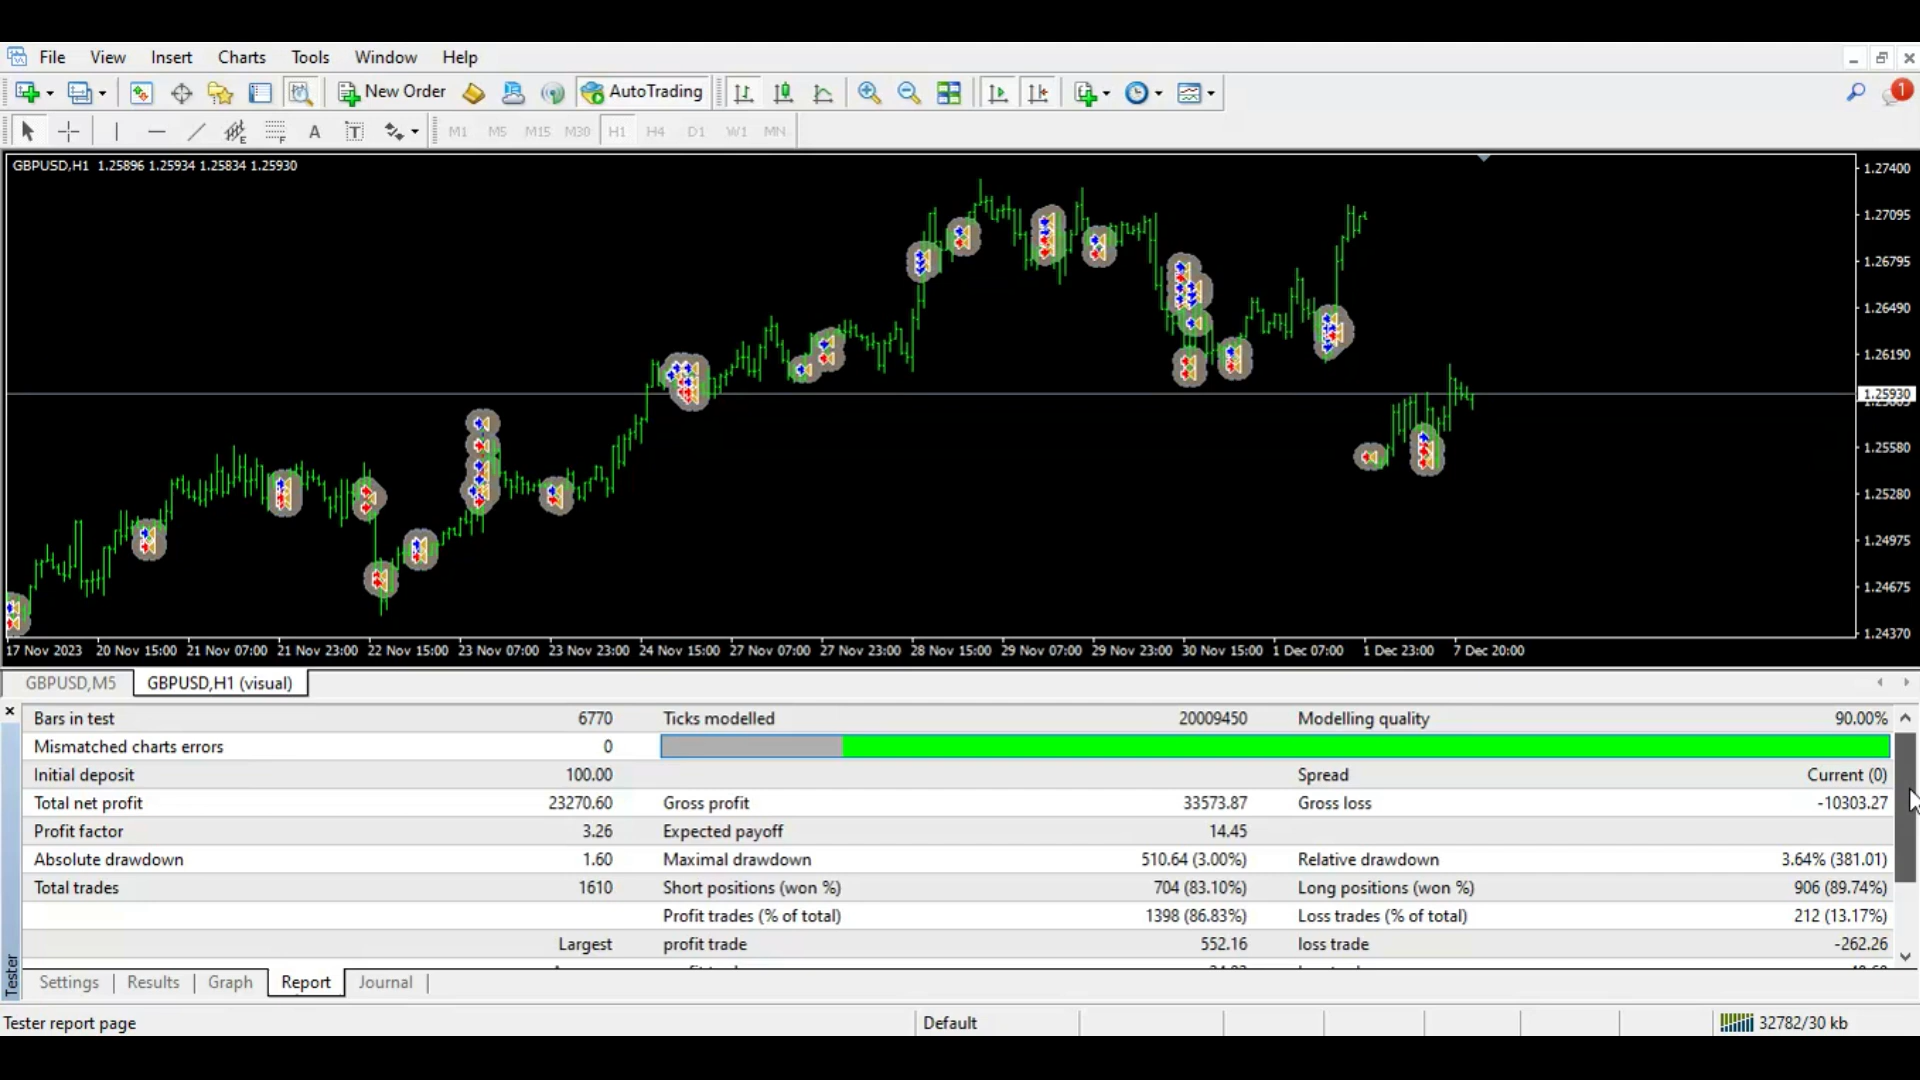 File View Insert Charts Tools Window Help
New Order AutoTrading 1
A T M1 M5 M15 M30 H1 H4 D1 W1 MN
GBPUSD,H1 1.25896 1.25934 1.25834 1.25930
1.27400
1.27095
1.26795
1.26490
1.26190
1.25930
1.25580
1.25280
1.24975
1.24675
1.24370
17 Nov 2023 20 Nov 15:00 21 Nov 07:00 21 Nov 23:00 22 Nov 15:00 23 Nov 07:00 23 Nov 23:00 24 Nov 15:00 27 Nov 07:00 27 Nov 23:00 28 Nov 15:00 29 Nov 07:00 29 Nov 23:00 30 Nov 15:00 1 Dec 07:00 1 Dec 23:00 7 Dec 20:00
GBPUSD,M5 GBPUSD,H1 (visual)
Bars in test 6770 Ticks modelled 20009450 Modelling quality 90.00%
Mismatched charts errors 0
Initial deposit 100.00 Spread Current (0)
Total net profit 23270.60 Gross profit 33573.87 Gross loss -10303.27
Profit factor 3.26 Expected payoff 14.45
Absolute drawdown 1.60 Maximal drawdown 510.64 (3.00%) Relative drawdown 3.64% (381.01)
Total trades 1610 Short positions (won %) 704 (83.10%) Long positions (won %) 906 (89.74%)
Profit trades (% of total) 1398 (86.83%) Loss trades (% of total) 212 (13.17%)
Largest profit trade 552.16 loss trade -262.26
Tester
Settings Results Graph Report Journal
Tester report page Default 32782/30 kb